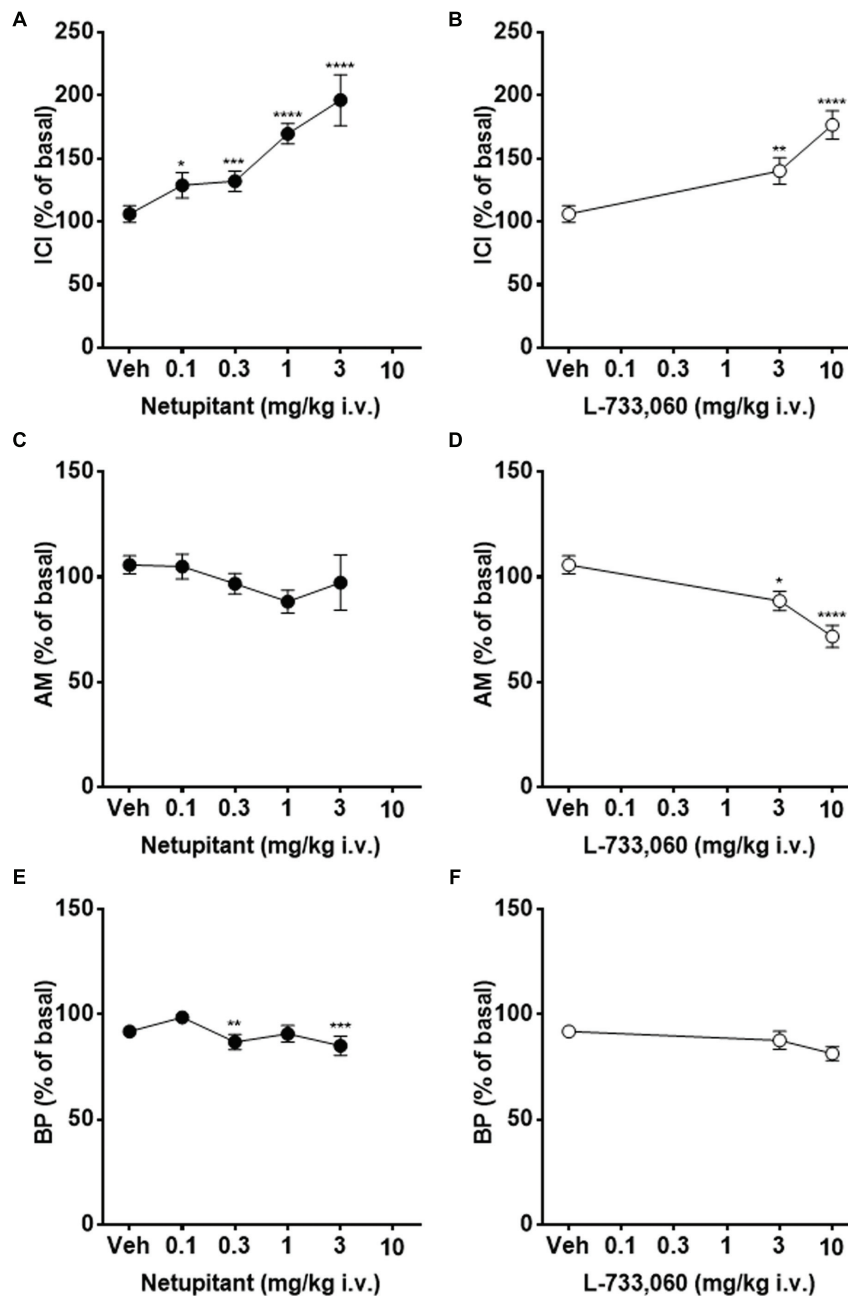 A
ICI (% of basal)
250
200
150
100
50
0
* *** **** ****
Veh 0.1 0.3 1 3 10
Netupitant (mg/kg i.v.)
B
ICI (% of basal)
250
200
150
100
50
0
** ****
Veh 0.1 0.3 1 3 10
L-733,060 (mg/kg i.v.)
C
AM (% of basal)
150
100
50
0
Veh 0.1 0.3 1 3 10
Netupitant (mg/kg i.v.)
D
AM (% of basal)
150
100
50
0
* ****
Veh 0.1 0.3 1 3 10
L-733,060 (mg/kg i.v.)
E
BP (% of basal)
150
100
50
0
** ***
Veh 0.1 0.3 1 3 10
Netupitant (mg/kg i.v.)
F
BP (% of basal)
150
100
50
0
Veh 0.1 0.3 1 3 10
L-733,060 (mg/kg i.v.)